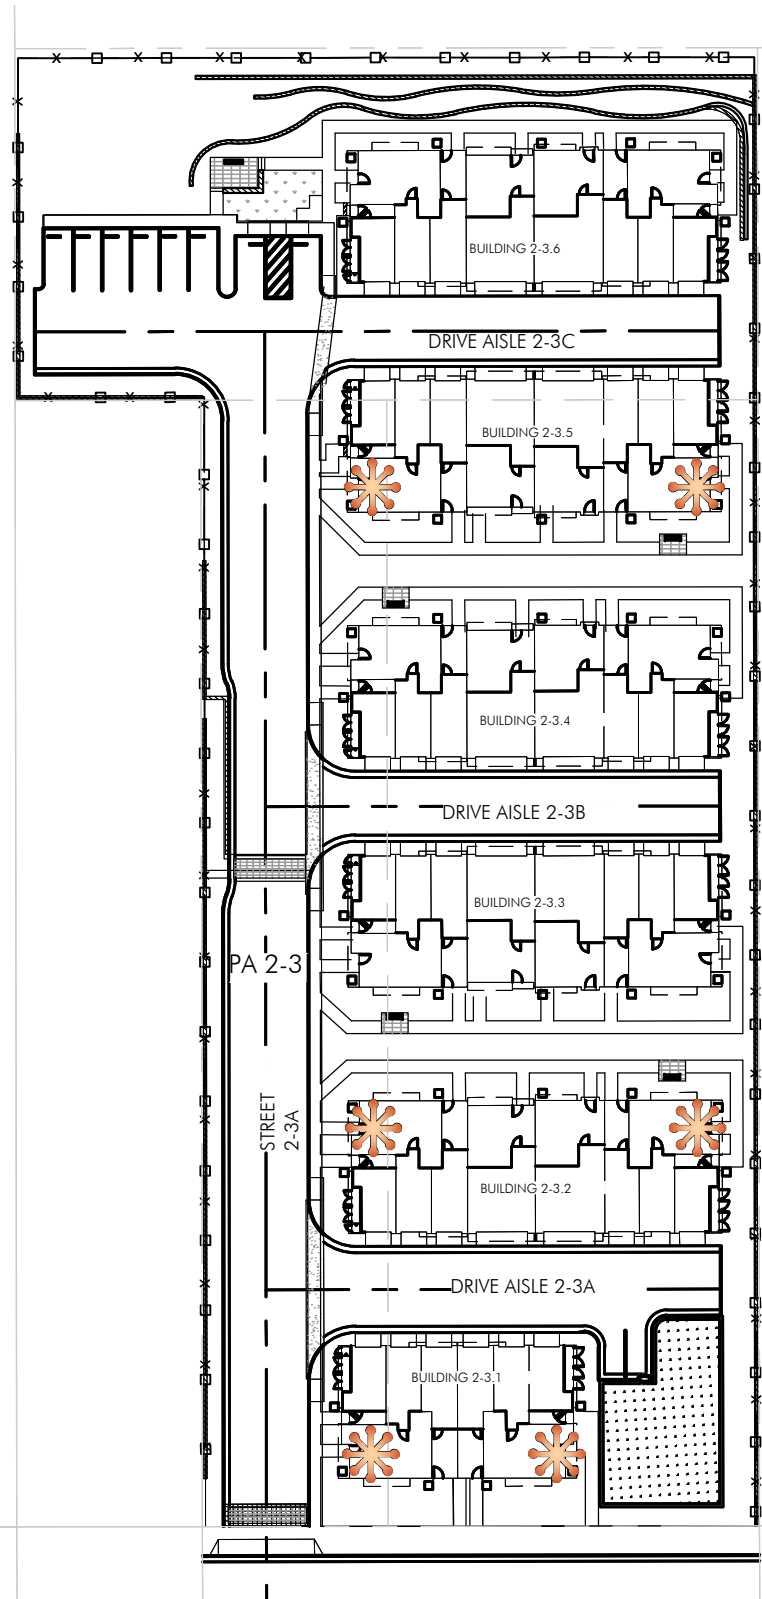 BUILDING 2-3.6
DRIVE AISLE 2-3C
BUILDING 2-3.5
BUILDING 2-3.4
DRIVE AISLE 2-3B
BUILDING 2-3.3
PA 2-3
STREET
2-3A
BUILDING 2-3.2
DRIVE AISLE 2-3A
BUILDING 2-3.1